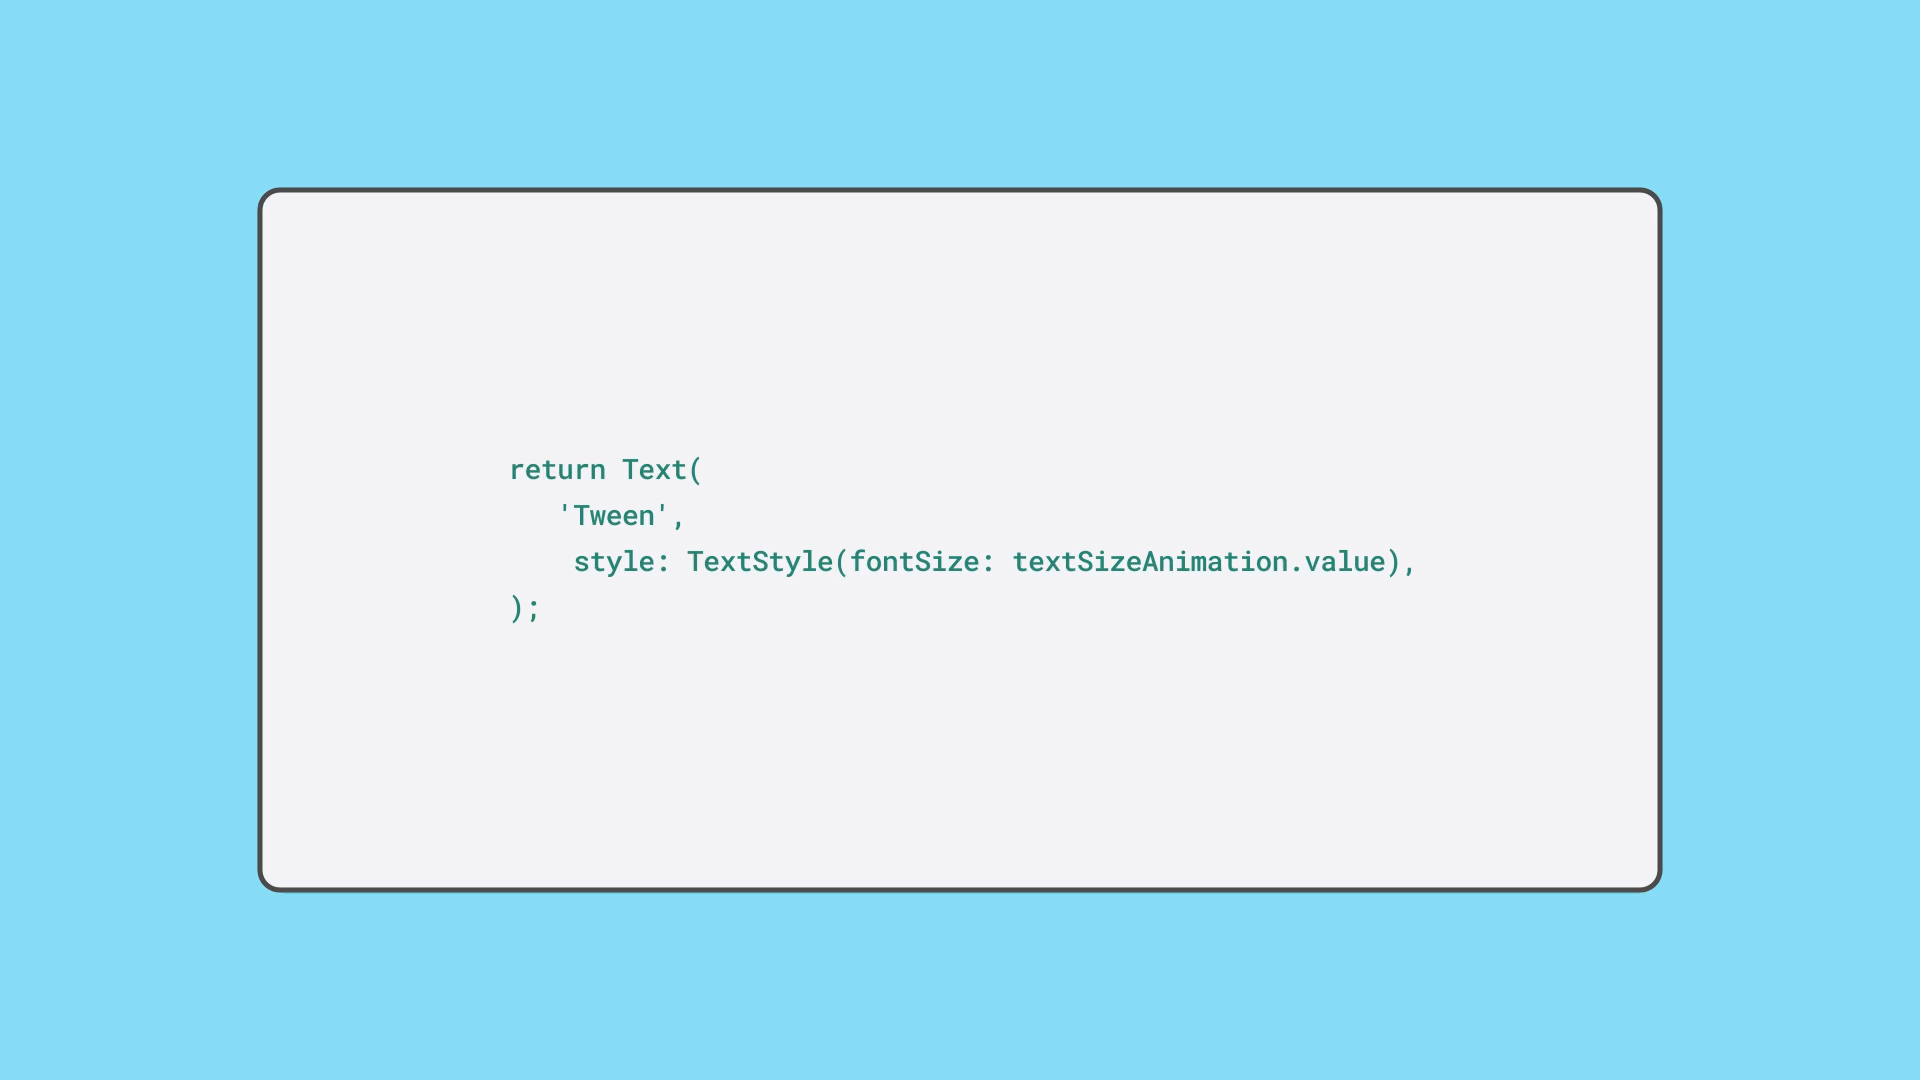 return Text(
   'Tween',
    style: TextStyle(fontSize: textSizeAnimation.value),
);